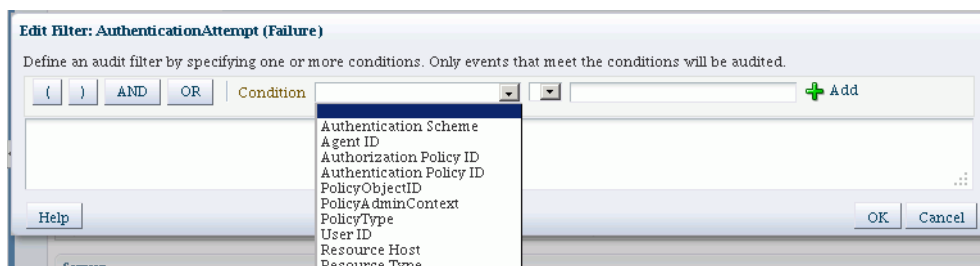 Edit Filter: AuthenticationAttempt (Failure)
Define an audit filter by specifying one or more conditions. Only events that meet the conditions will be audited.
( ) AND OR Condition Add
Authentication Scheme
Agent ID
Authorization Policy ID
Authentication Policy ID
PolicyObjectID
PolicyAdminContext
PolicyType
User ID
Resource Host
Resource Type
Help OK Cancel